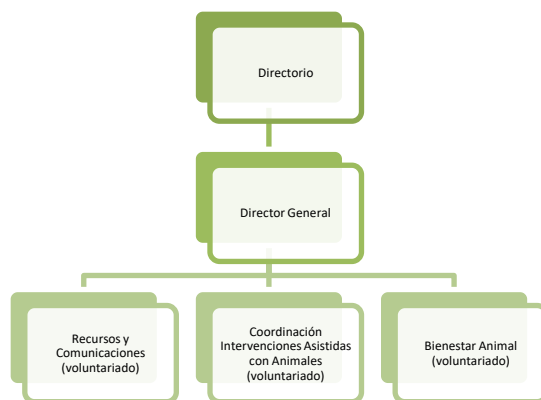 Directorio
Director General
Recursos y
Comunicaciones
(voluntariado)
Coordinación
Intervenciones Asistidas
con Animales
(voluntariado)
Bienestar Animal
(voluntariado)